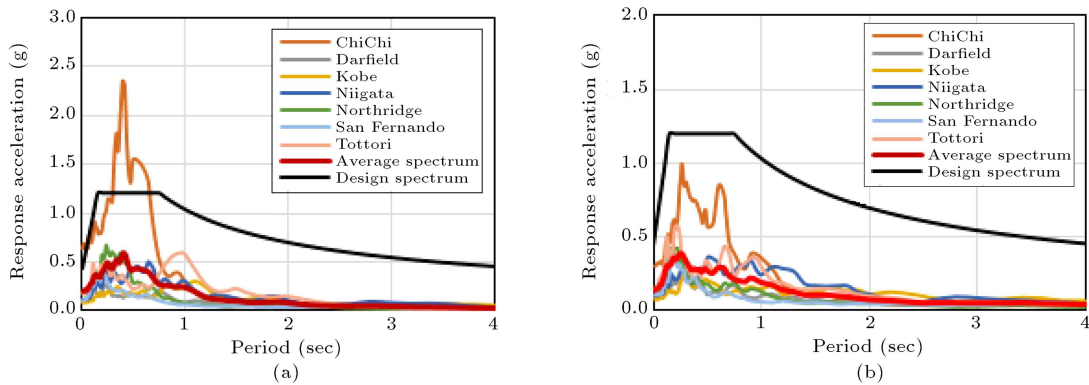 3.0
2.5
2.0
1.5
1.0
0.5
0.0
Response acceleration (g)
ChiChi
Darfield
Kobe
Niigata
Northridge
San Fernando
Tottori
Average spectrum
Design spectrum
0 1 2 3 4
Period (sec)
(a)
2.0
1.5
1.0
0.5
0.0
Response acceleration (g)
ChiChi
Darfield
Kobe
Niigata
Northridge
San Fernando
Tottori
Average spectrum
Design spectrum
0 1 2 3 4
Period (sec)
(b)